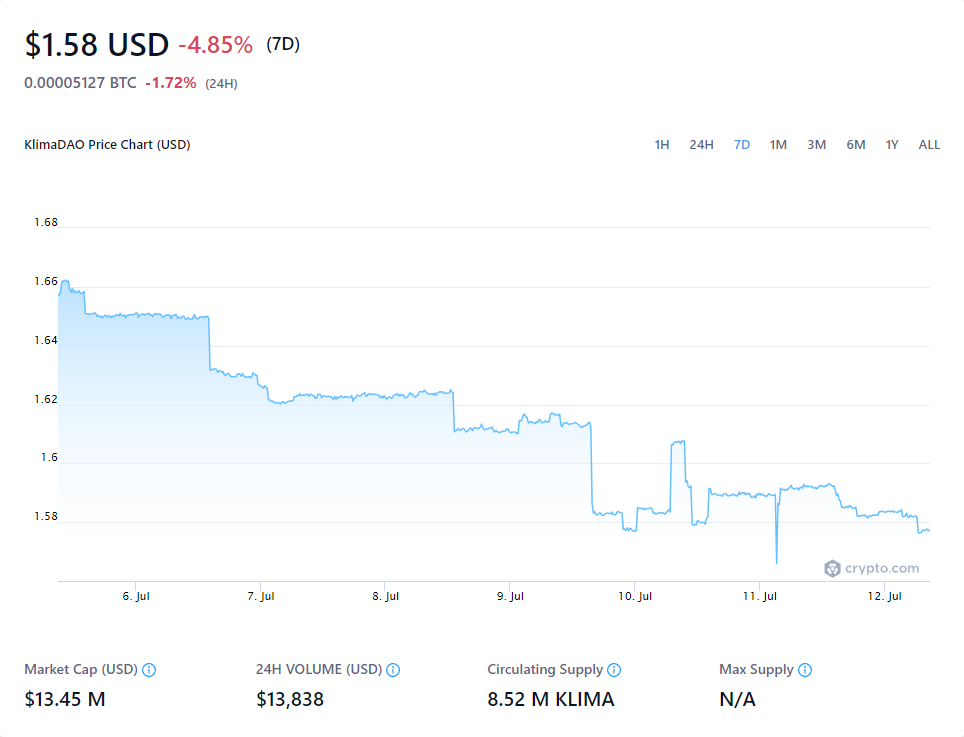 $1.58 USD -4.85% (7D)
0.00005127 BTC -1.72% (24H)
KlimaDAO Price Chart (USD) 1H 24H 7D 1M 3M 6M 1Y ALL
1.68
1.66
1.64
1.62
1.6
1.58
crypto.com
6. Jul 7. Jul 8. Jul 9. Jul 10. Jul 11. Jul 12. Jul
Market Cap (USD) 24H VOLUME (USD) Circulating Supply Max Supply
$13.45 M $13,838 8.52 M KLIMA N/A